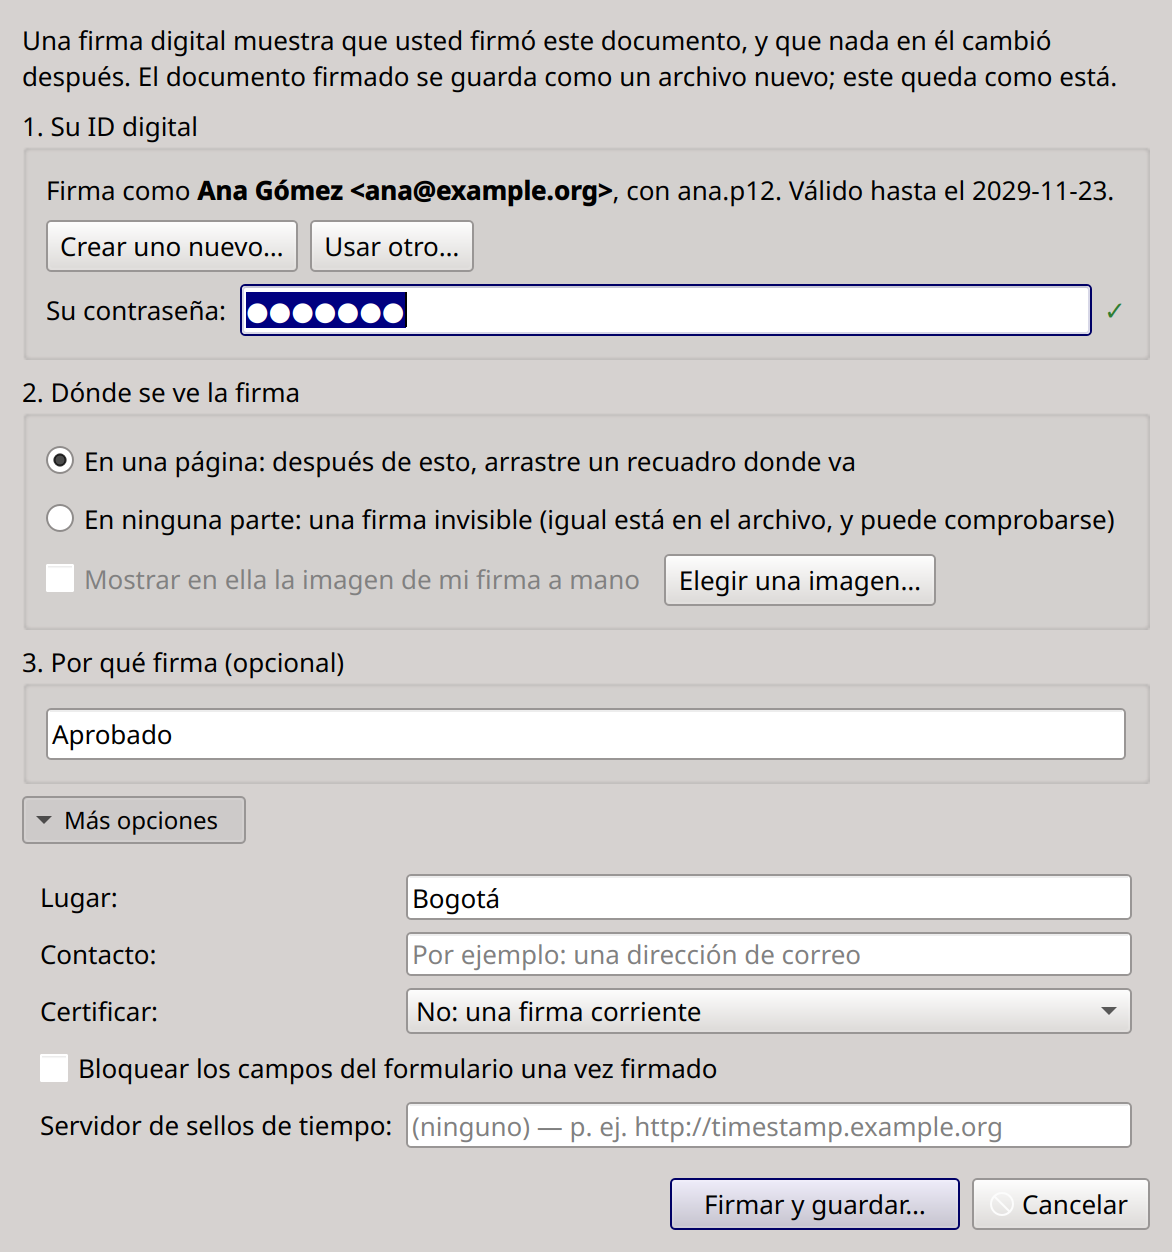 Una firma digital muestra que usted firmó este documento, y que nada en él cambió
después. El documento firmado se guarda como un archivo nuevo; este queda como está.
1. Su ID digital
Firma como Ana Gómez <ana@example.org>, con ana.p12. Válido hasta el 2029-11-23.
Crear uno nuevo... Usar otro...
Su contraseña: ●●●●●●● ✓
2. Dónde se ve la firma
En una página: después de esto, arrastre un recuadro donde va
En ninguna parte: una firma invisible (igual está en el archivo, y puede comprobarse)
Mostrar en ella la imagen de mi firma a mano Elegir una imagen...
3. Por qué firma (opcional)
Aprobado
Más opciones
Lugar: Bogotá
Contacto: Por ejemplo: una dirección de correo
Certificar: No: una firma corriente
Bloquear los campos del formulario una vez firmado
Servidor de sellos de tiempo: (ninguno) — p. ej. http://timestamp.example.org
Firmar y guardar... Cancelar